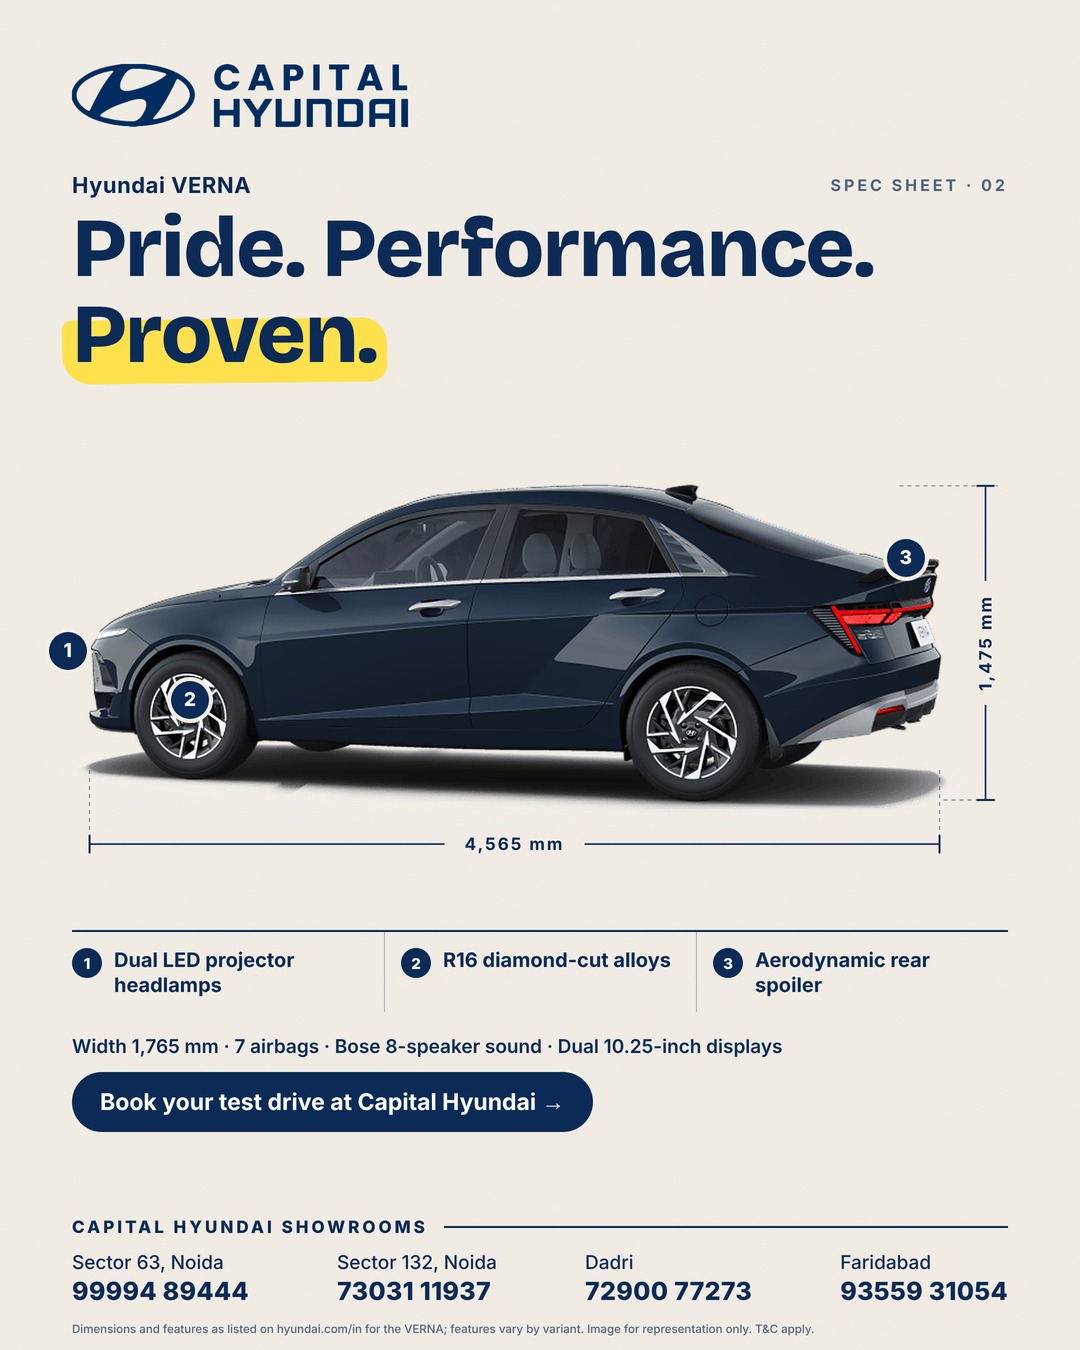 CAPITAL
HYUNDAI
Hyundai VERNA
SPEC SHEET · 02
Pride. Performance.
Proven.
3
1
2
1,475 mm
4,565 mm
1 Dual LED projector
headlamps
2 R16 diamond-cut alloys
3 Aerodynamic rear
spoiler
Width 1,765 mm · 7 airbags · Bose 8-speaker sound · Dual 10.25-inch displays
Book your test drive at Capital Hyundai →
CAPITAL HYUNDAI SHOWROOMS
Sector 63, Noida
99994 89444
Sector 132, Noida
73031 11937
Dadri
72900 77273
Faridabad
93559 31054
Dimensions and features as listed on hyundai.com/in for the VERNA; features vary by variant. Image for representation only. T&C apply.